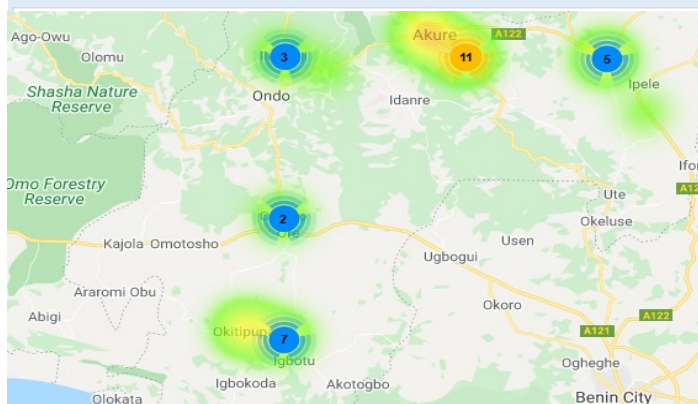 Akure
A122
Ago-Owu
Olomu
3
11
5
Shasha Nature
Reserve
Ondo
Idanre
Ipele
Omo Forestry
Reserve
Ute
A122
Okeluse
2
Kajola
Omotosho
Usen
Ugbogui
Araromi Obu
Okoro
Abigi
A122
A121
Okitipupa
7
Igbotu
Ogheghe
Igbokoda
Akotogbo
Olokata
Benin City